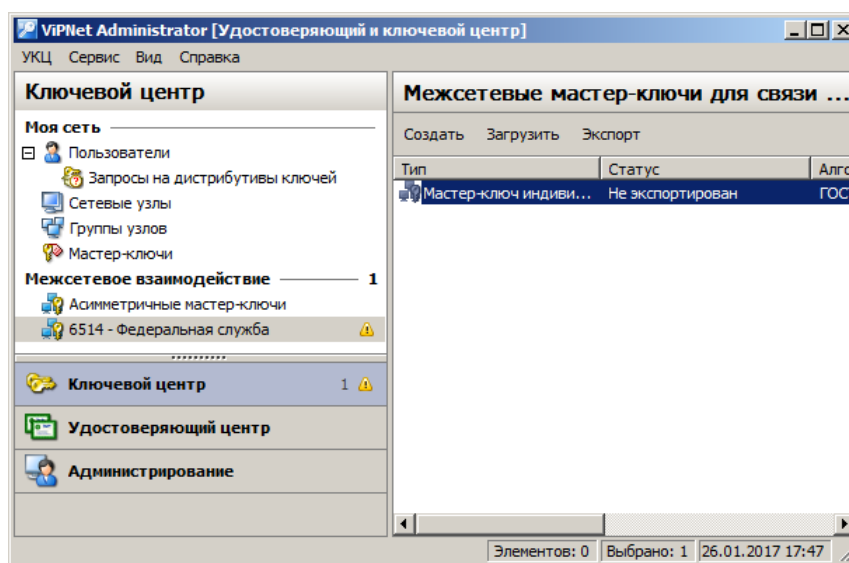 ViPNet Administrator [Удостоверяющий и ключевой центр]
УКЦ Сервис Вид Справка
Ключевой центр
Моя сеть
Пользователи
Запросы на дистрибутивы ключей
Сетевые узлы
Группы узлов
Мастер-ключи
Межсетевое взаимодействие 1
Асимметричные мастер-ключи
6514 - Федеральная служба
Ключевой центр 1
Удостоверяющий центр
Администрирование
Межсетевые мастер-ключи для связи ...
Создать Загрузить Экспорт
Тип Статус Алго
Мастер-ключ индиви... Не экспортирован ГОСТ
Элементов: 0 Выбрано: 1 26.01.2017 17:47